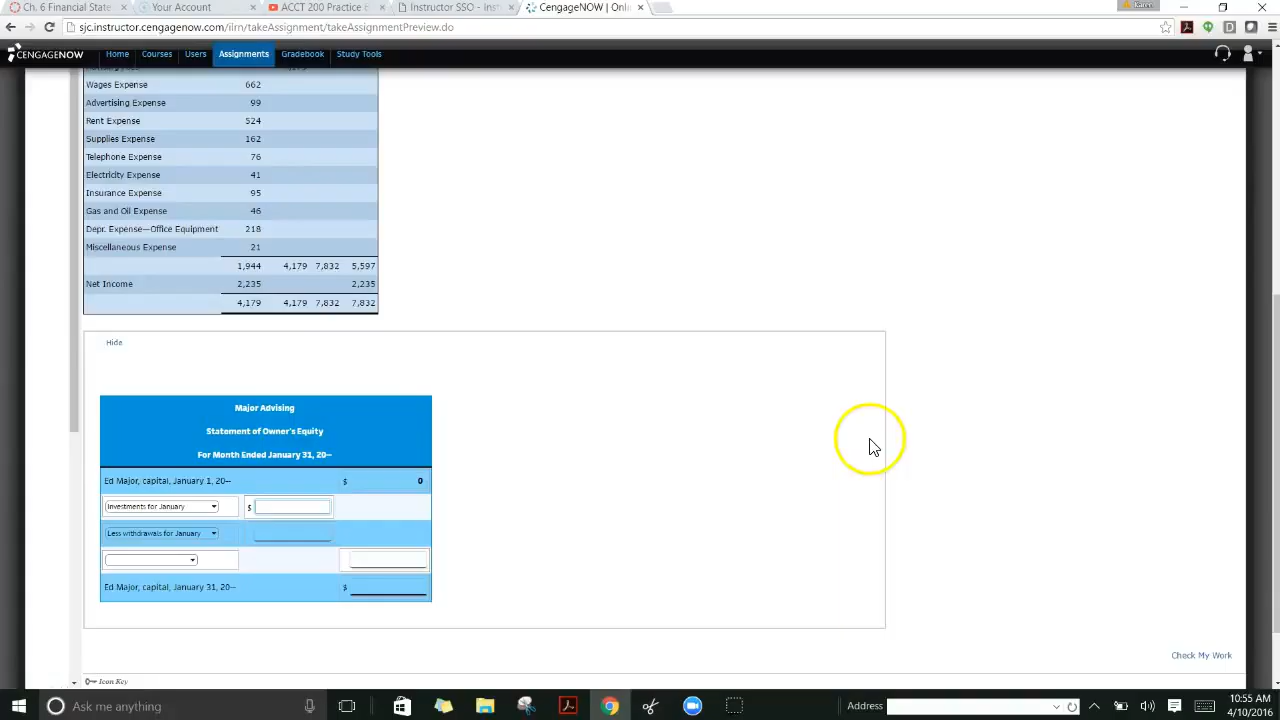 Ch. 6 Financial State
Your Account
ACCT 200 Practice E
Instructor SSO - Inst
CengageNOW | Onli
Karen
sjc.instructor.cengagenow.com/iirn/takeAssignment/takeAssignmentPreview.do
CENGAGENOW Home Courses Users Assignments Gradebook Study Tools
Wages Expense 662
Advertising Expense 99
Rent Expense 524
Supplies Expense 162
Telephone Expense 76
Electricity Expense 41
Insurance Expense 95
Gas and Oil Expense 46
Depr. Expense—Office Equipment 218
Miscellaneous Expense 21
1,944 4,179 7,832 5,597
Net Income 2,235 2,235
4,179 4,179 7,832 7,832
Hide
Major Advising
Statement of Owner's Equity
For Month Ended January 31, 20--
Ed Major, capital, January 1, 20-- $ 0
Investments for January $
Less withdrawals for January
Ed Major, capital, January 31, 20-- $
Check My Work
Icon Key
Ask me anything
Address
10:55 AM
4/10/2016